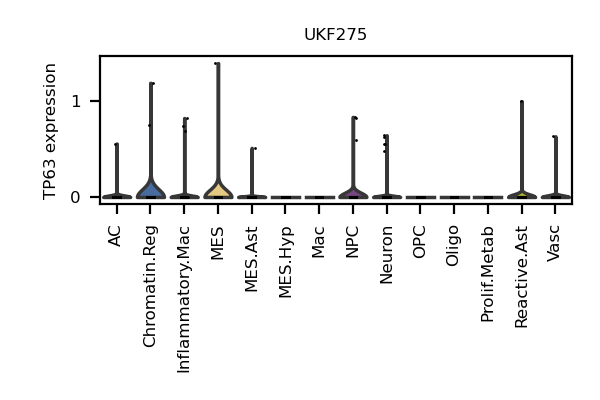 UKF275
TP63 expression
1
0
AC
Chromatin.Reg
Inflammatory.Mac
MES
MES.Ast
MES.Hyp
Mac
NPC
Neuron
OPC
Oligo
Prolif.Metab
Reactive.Ast
Vasc